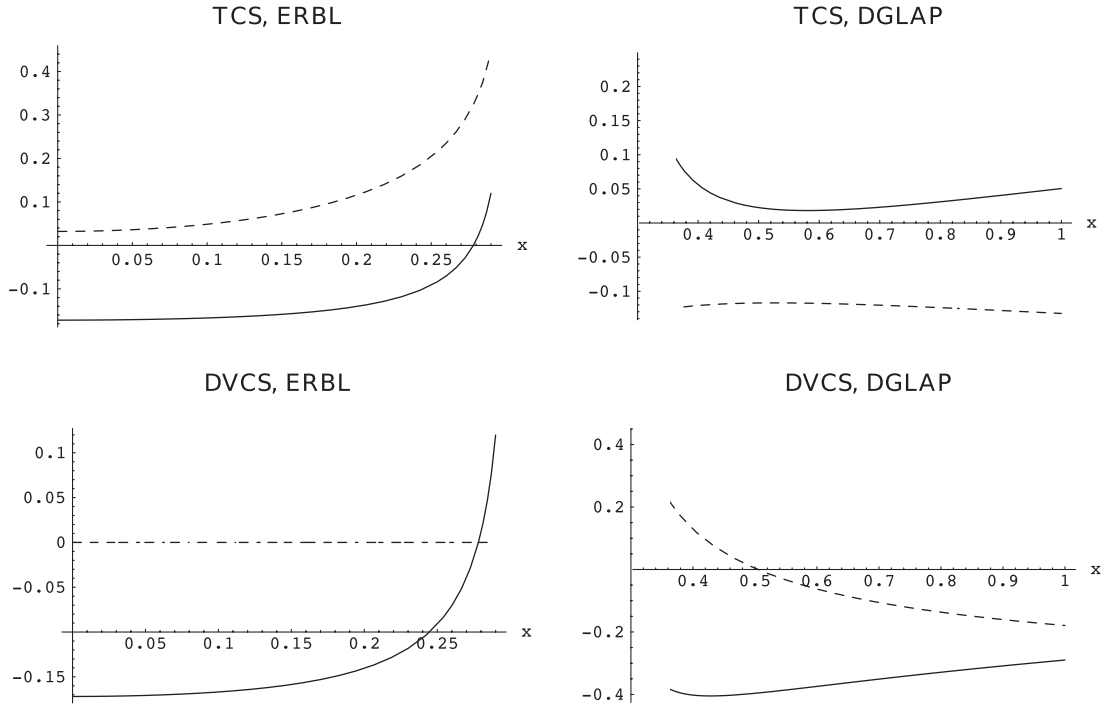 TCS, ERBL
0.4
0.3
0.2
0.1
-0.1
0.05 0.1 0.15 0.2 0.25 x
TCS, DGLAP
0.2
0.15
0.1
0.05
-0.05
-0.1
0.4 0.5 0.6 0.7 0.8 0.9 1 x
DVCS, ERBL
0.1
0.05
0
-0.05
-0.15
0.05 0.1 0.15 0.2 0.25 x
DVCS, DGLAP
0.4
0.2
-0.2
-0.4
0.4 0.5 0.6 0.7 0.8 0.9 1 x